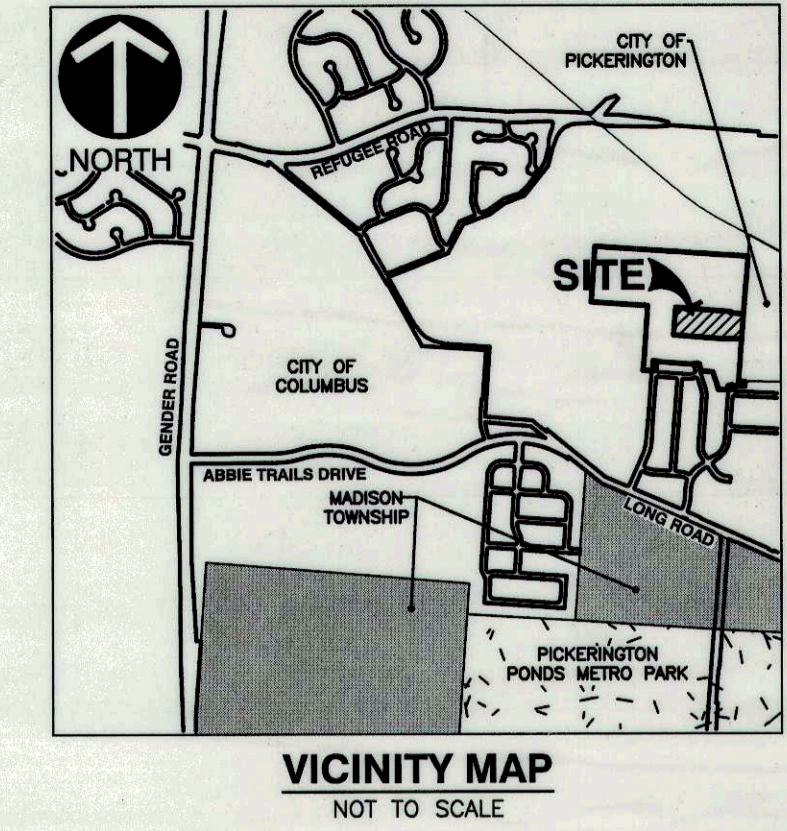 CITY OF
PICKERINGTON
NORTH
REFUGEE ROAD
SITE
GENDER ROAD
CITY OF
COLUMBUS
ABBIE TRAILS DRIVE
MADISON
TOWNSHIP
LONG ROAD
PICKERINGTON
PONDS METRO PARK
VICINITY MAP
NOT TO SCALE